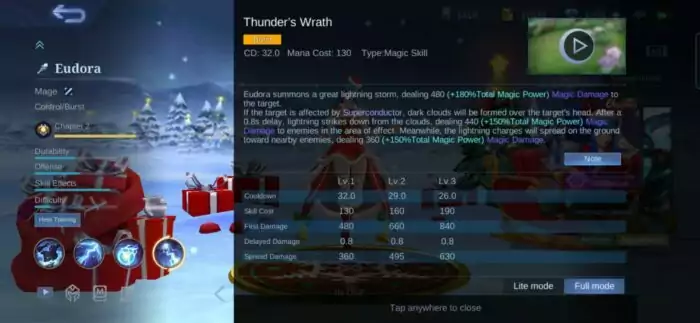 Thunder's Wrath
CD: 32.0 Mana Cost: 130 Type:Magic Skill
Eudora
Mage
Control/Burst
Chapter
Durability
Offense
Skill Effects
Difficulty
Hero Training
Eudora summons a great lightning storm, dealing 480 (+180%Total Magic Power) Magic Damage to
the target.
If the target is affected by Superconductor, dark clouds will be formed over the target's head. After a
0.8s delay, lightning strikes down from the clouds, dealing 440 (+150%Total Magic Power) Magic
Damage to enemies in the area of effect. Meanwhile, the lightning charges will spread on the ground
toward nearby enemies, dealing 360 (+150%Total Magic Power) Magic Damage.
Note
Lv.1 Lv.2 Lv.3
Cooldown 32.0 29.0 26.0
Skill Cost 130 160 190
First Damage 480 660 840
Delayed Damage 0.8 0.8 0.8
Spread Damage 360 495 630
Lite mode Full mode
Tap anywhere to close